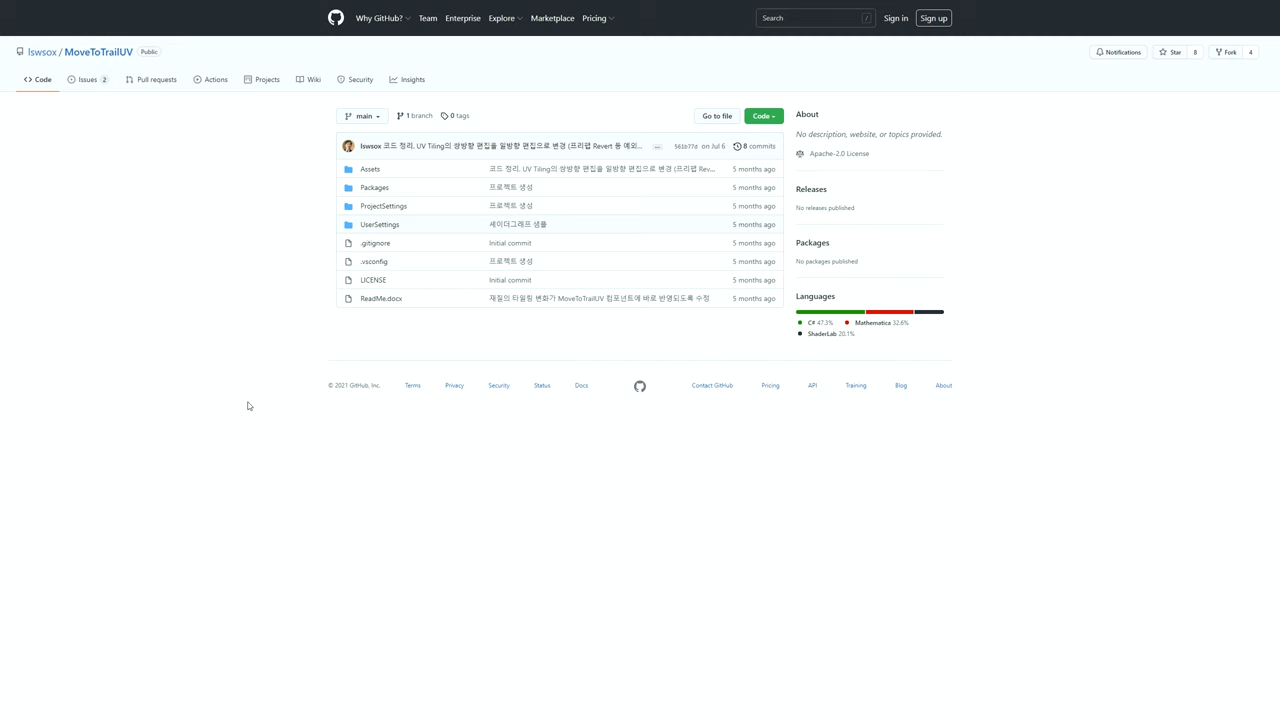 Why GitHub? Team Enterprise Explore Marketplace Pricing Search / Sign in Sign up
lswsox / MoveToTrailUV Public Notifications Star 8 Fork 4
Code Issues 2 Pull requests Actions Projects Wiki Security Insights
main 1 branch 0 tags Go to file Code
lswsox 코드 정리, UV Tiling의 쌍방향 편집을 일방향 편집으로 변경 (프리팹 Revert 등 예외... ... 561b77d on Jul 6 8 commits
Assets 코드 정리, UV Tiling의 쌍방향 편집을 일방향 편집으로 변경 (프리팹 Rev... 5 months ago
Packages 프로젝트 생성 5 months ago
ProjectSettings 프로젝트 생성 5 months ago
UserSettings 셰이더그래프 샘플 5 months ago
.gitignore Initial commit 5 months ago
.vsconfig 프로젝트 생성 5 months ago
LICENSE Initial commit 5 months ago
ReadMe.docx 재질의 타일링 변화가 MoveToTrailUV 컴포넌트에 바로 반영되도록 수정 5 months ago
About
No description, website, or topics provided.
Apache-2.0 License
Releases
No releases published
Packages
No packages published
Languages
C# 47.3% Mathematica 32.6%
ShaderLab 20.1%
© 2021 GitHub, Inc. Terms Privacy Security Status Docs Contact GitHub Pricing API Training Blog About